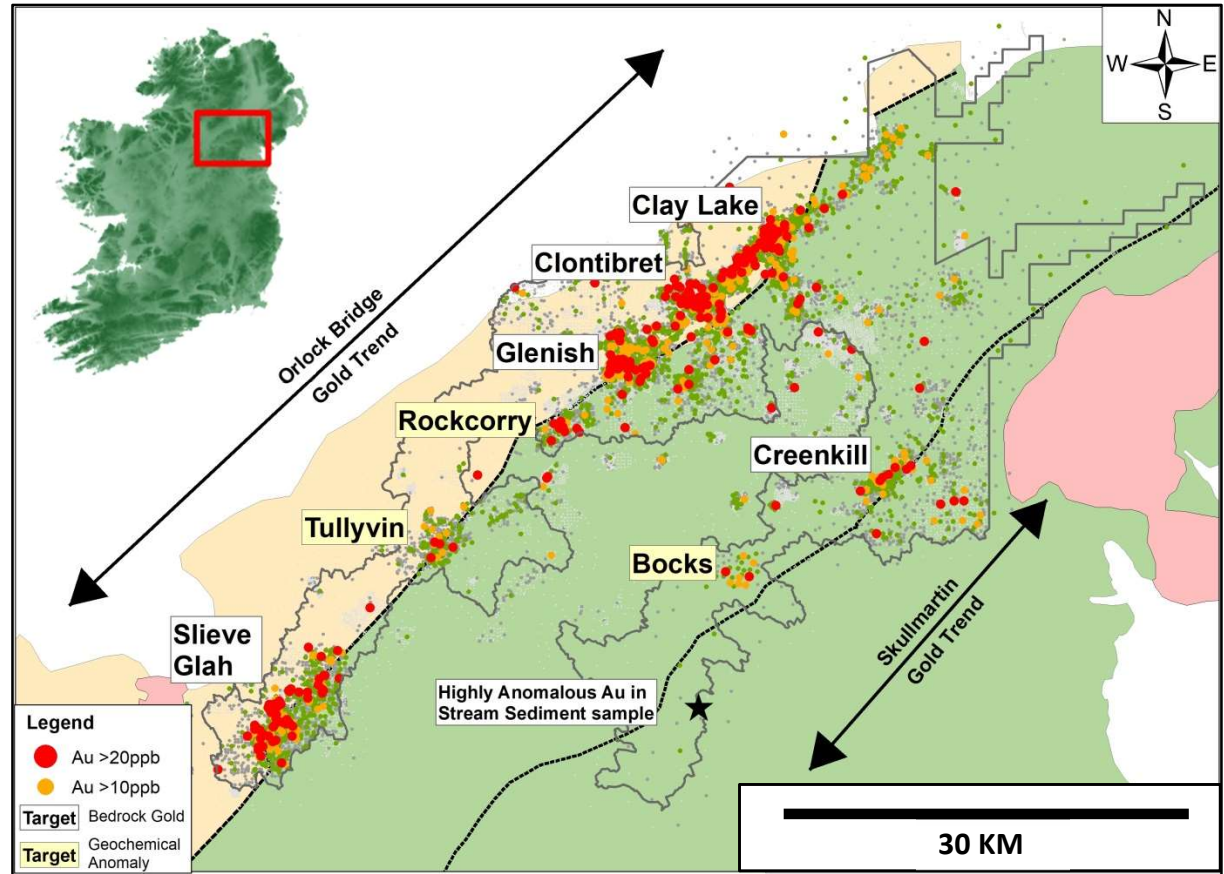 N
W E
S
Orlock Bridge
Gold Trend
Clay Lake
Clontibret
Glenish
Rockcorry
Creenkill
Tullyvin
Bocks
Slieve
Glah
Skullmartin
Gold Trend
Highly Anomalous Au in
Stream Sediment sample
Legend
Au >20ppb
Au >10ppb
Target Bedrock Gold
Target Geochemical
Anomaly
30 KM